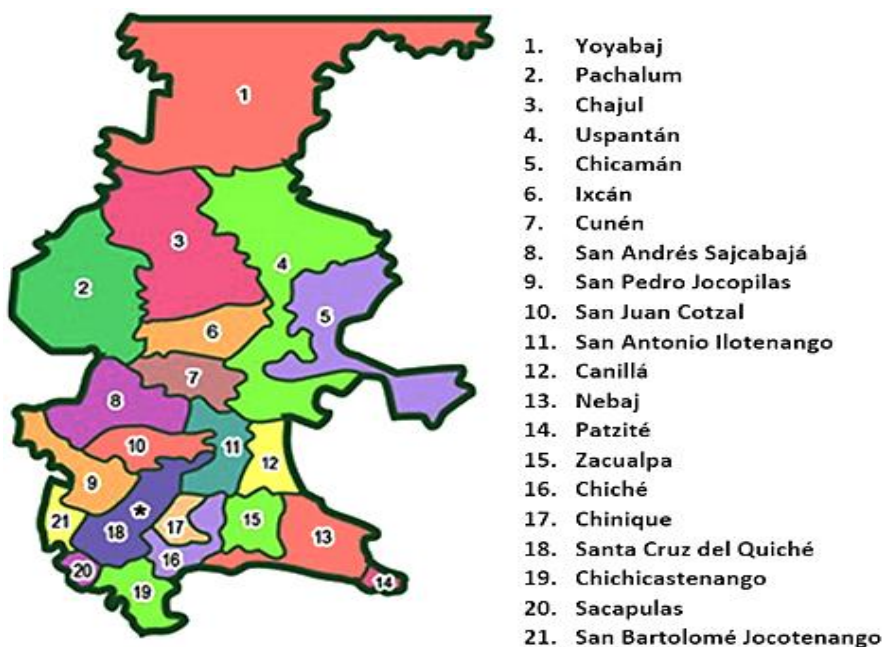 1. Yoyabaj
2. Pachalum
3. Chajul
4. Uspantán
5. Chicamán
6. Ixcán
7. Cunén
8. San Andrés Sajcabajá
9. San Pedro Jocopilas
10. San Juan Cotzal
11. San Antonio Ilotenango
12. Canillá
13. Nebaj
14. Patzité
15. Zacualpa
16. Chiché
17. Chinique
18. Santa Cruz del Quiché
19. Chichicastenango
20. Sacapulas
21. San Bartolomé Jocotenango
1
3
4
2
5
6
7
8
10
11
12
9
*
21
18
17
15
13
16
20
19
14